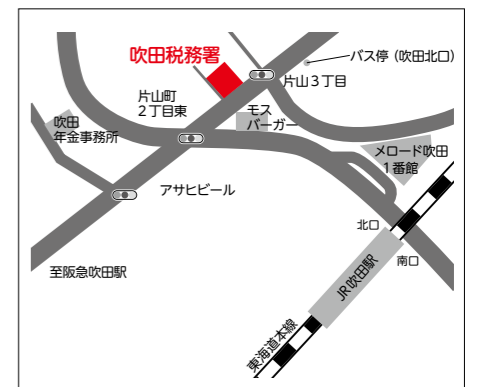 吹田税務署
バス停（吹田北口）
片山３丁目
片山町
２丁目東
モス
バーガー
吹田
年金事務所
メロード吹田
１番館
アサヒビール
北口
南口
至阪急吹田駅
JR吹田駅
東海道本線